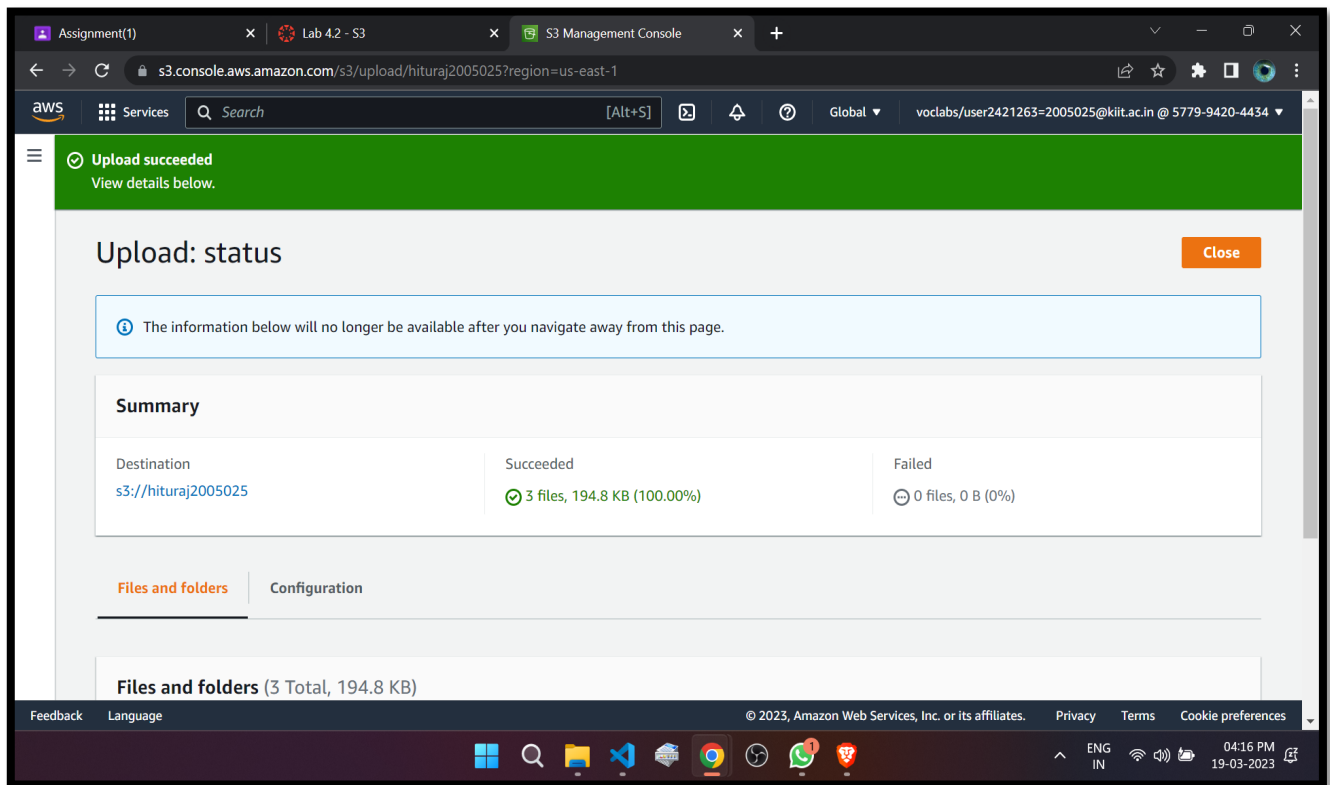 Assignment(1)
Lab 4.2 - S3
S3 Management Console
s3.console.aws.amazon.com/s3/upload/hituraj2005025?region=us-east-1
aws
Services
Search
[Alt+S]
Global
voclabs/user2421263=2005025@kiit.ac.in @ 5779-9420-4434
Upload succeeded
View details below.
Upload: status
Close
The information below will no longer be available after you navigate away from this page.
Summary
Destination
s3://hituraj2005025
Succeeded
3 files, 194.8 KB (100.00%)
Failed
0 files, 0 B (0%)
Files and folders
Configuration
Files and folders (3 Total, 194.8 KB)
Feedback
Language
© 2023, Amazon Web Services, Inc. or its affiliates.
Privacy
Terms
Cookie preferences
1
ENG
IN
04:16 PM
19-03-2023